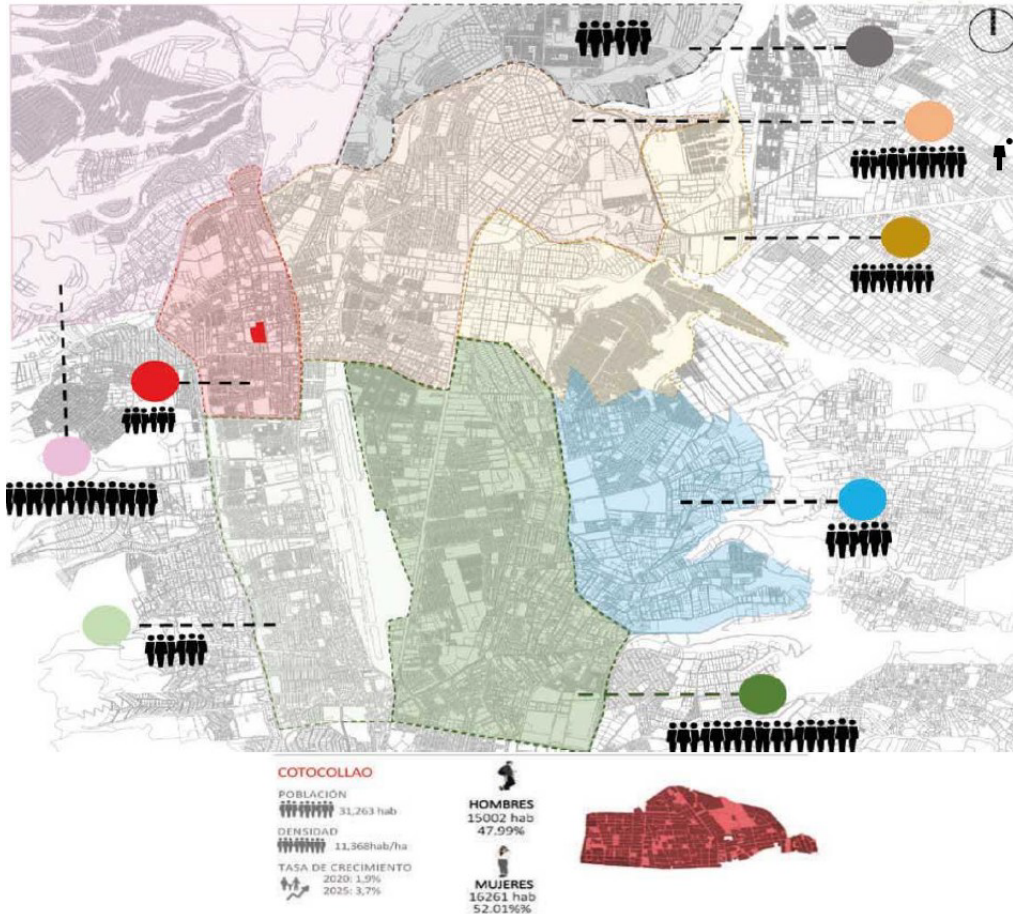 COTOCOLLAO
POBLACIÓN
31,263 hab
DENSIDAD
11,368hab/ha
TASA DE CRECIMIENTO
2020: 1,9%
2025: 3,7%
HOMBRES
15002 hab
47.99%
MUJERES
16261 hab
52.01%%